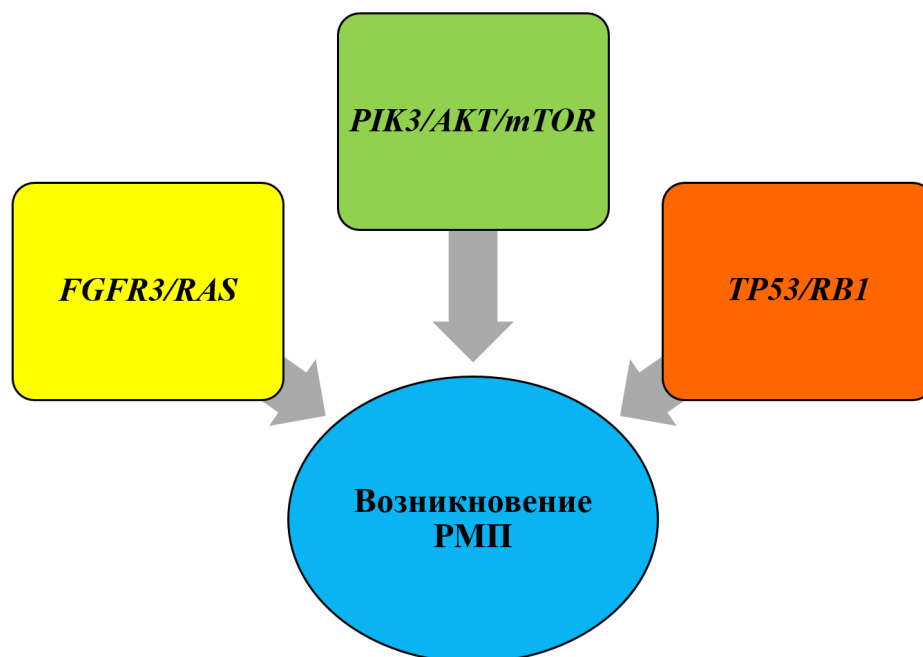 PIK3/AKT/mTOR
FGFR3/RAS
TP53/RB1
Возникновение
РМП